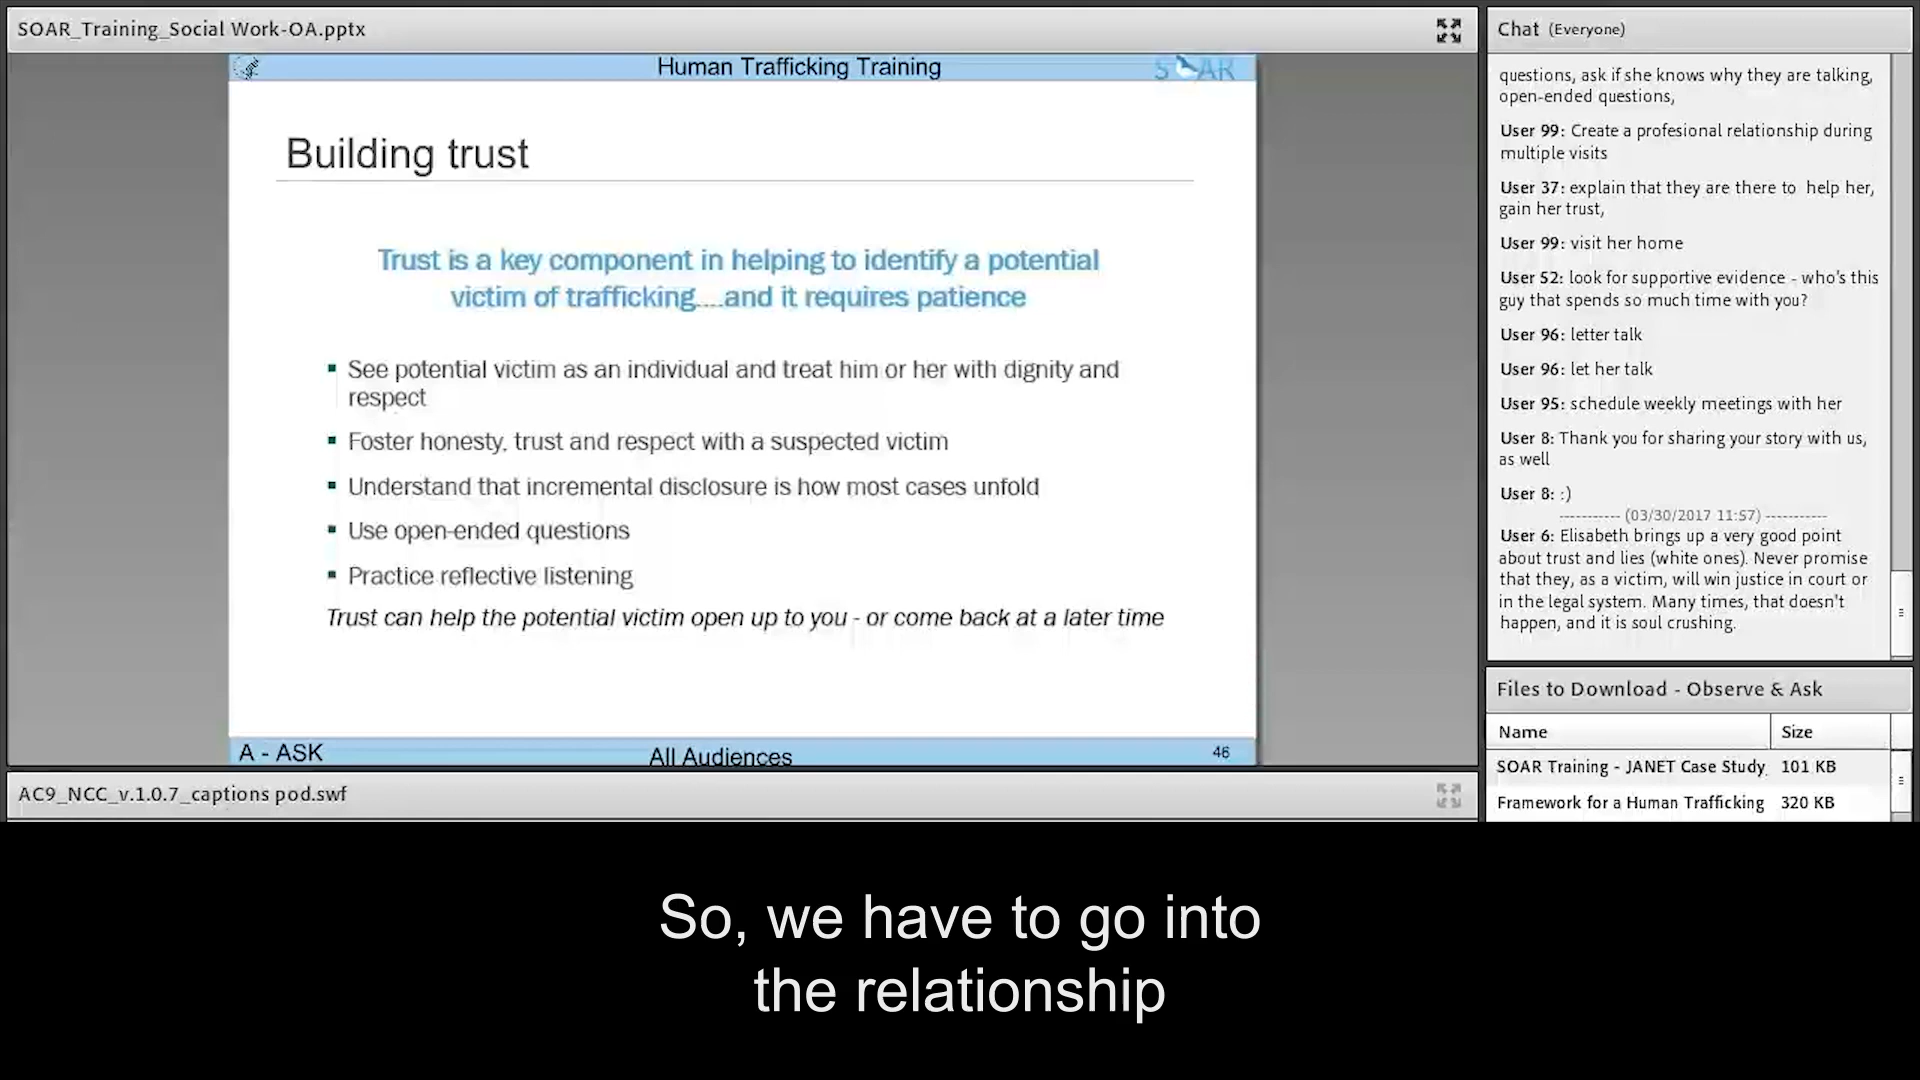 SOAR_Training_Social Work-OA.pptx
Human Trafficking Training
SOAR
Building trust
Trust is a key component in helping to identify a potential
victim of trafficking....and it requires patience
▪ See potential victim as an individual and treat him or her with dignity and
respect
▪ Foster honesty, trust and respect with a suspected victim
▪ Understand that incremental disclosure is how most cases unfold
▪ Use open-ended questions
▪ Practice reflective listening
Trust can help the potential victim open up to you - or come back at a later time
A - ASK
All Audiences
46
AC9_NCC_v.1.0.7_captions pod.swf
So, we have to go into
the relationship
Chat (Everyone)
questions, ask if she knows why they are talking,
open-ended questions,
User 99: Create a profesional relationship during
multiple visits
User 37: explain that they are there to  help her,
gain her trust,
User 99: visit her home
User 52: look for supportive evidence - who's this
guy that spends so much time with you?
User 96: letter talk
User 96: let her talk
User 95: schedule weekly meetings with her
User 8: Thank you for sharing your story with us,
as well
User 8: :)
----------- (03/30/2017 11:57) -----------
User 6: Elisabeth brings up a very good point
about trust and lies (white ones). Never promise
that they, as a victim, will win justice in court or
in the legal system. Many times, that doesn't
happen, and it is soul crushing.
Files to Download - Observe & Ask
Name Size
SOAR Training - JANET Case Study 101 KB
Framework for a Human Trafficking 320 KB